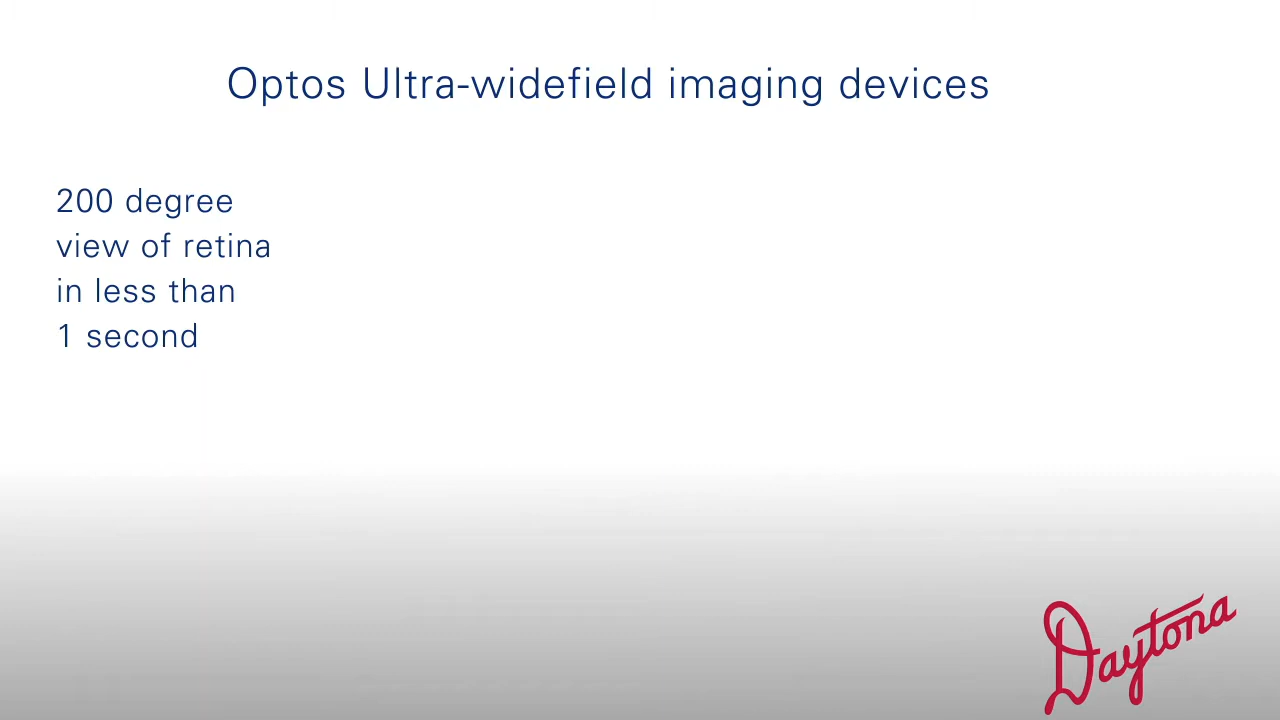 Optos Ultra-widefield imaging devices
200 degree
view of retina
in less than
1 second
Daytona